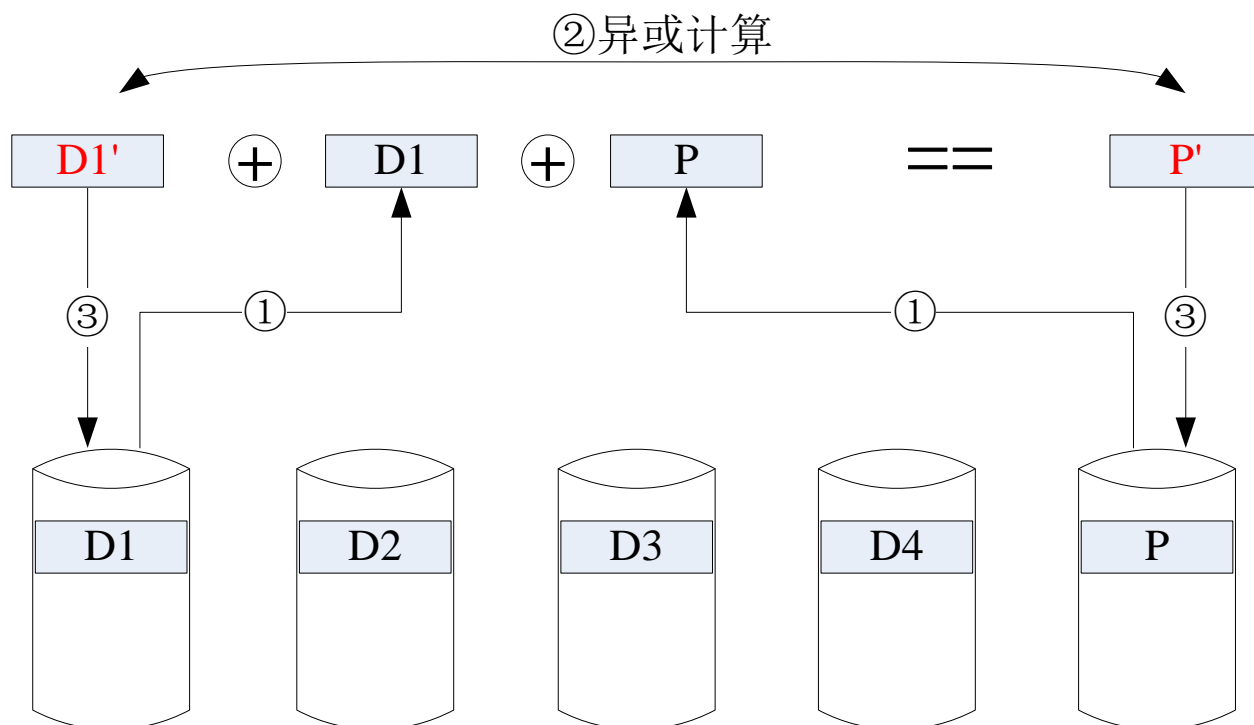 ②异或计算
D1' + D1 + P == P'
③ ① ① ③
D1 D2 D3 D4 P